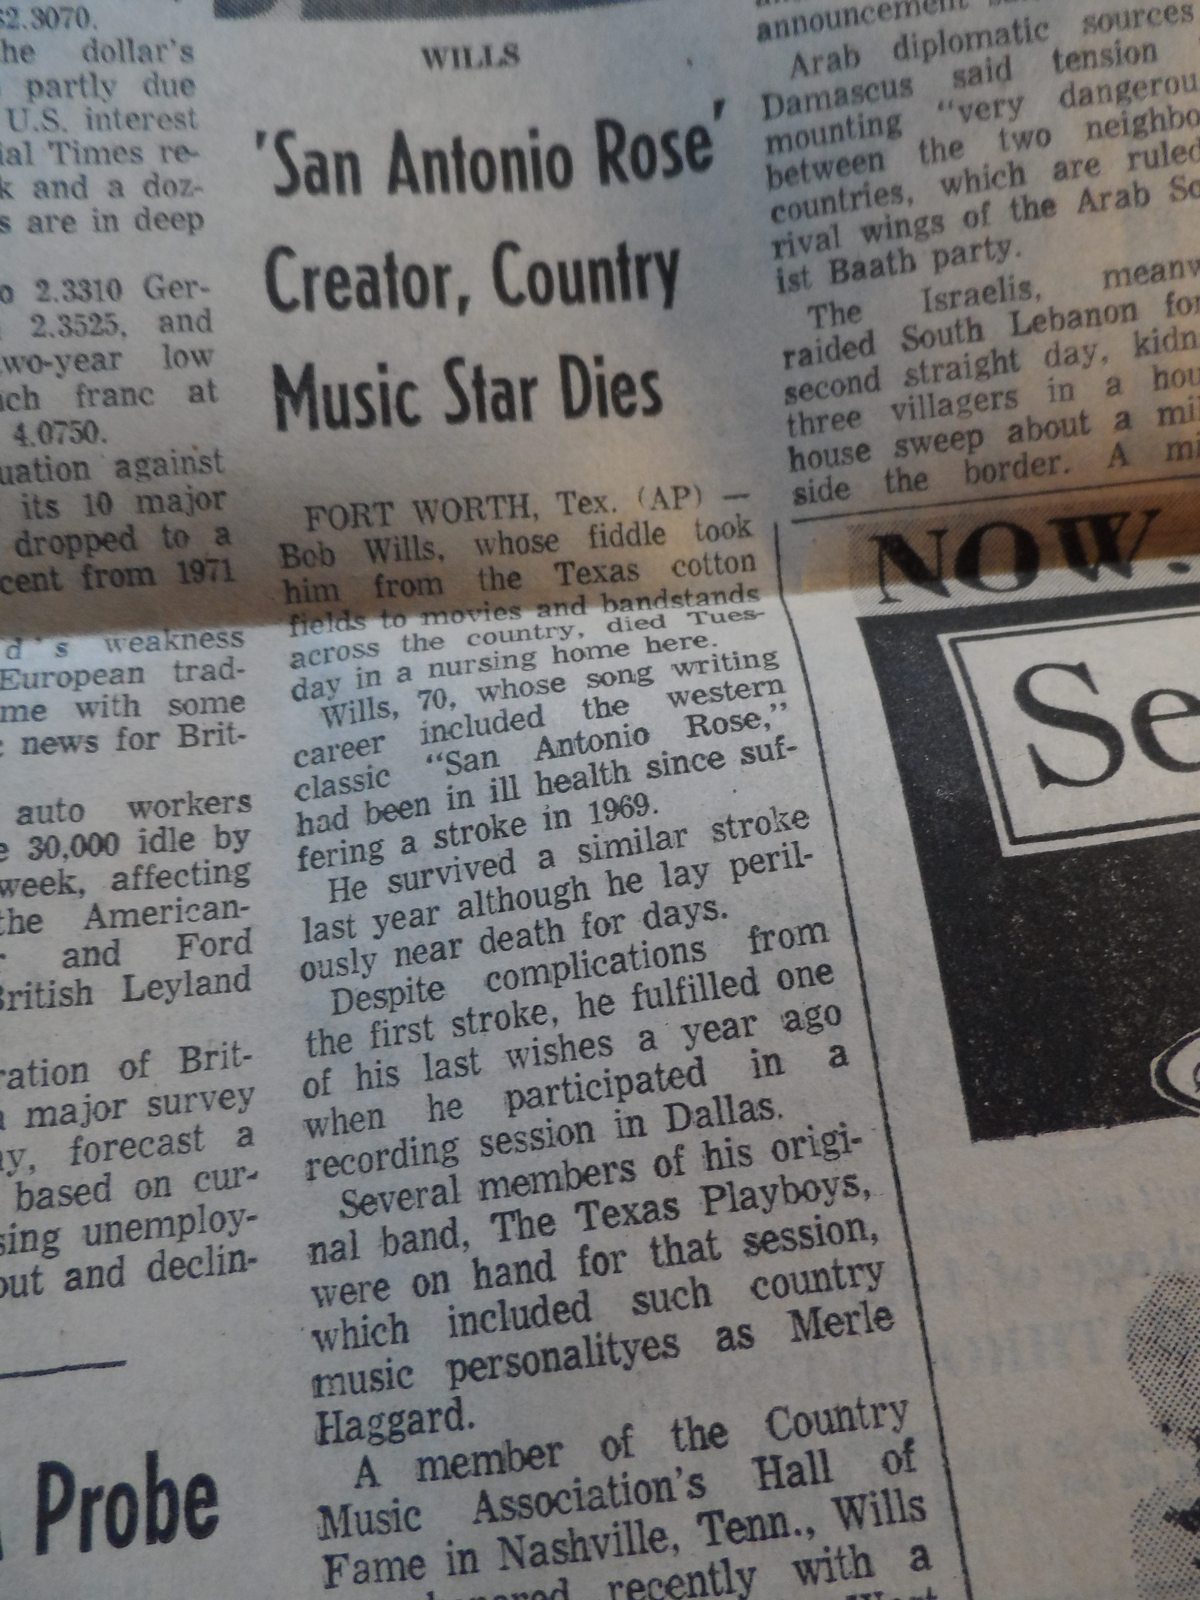 $2.3070.
he dollar's
partly due
U.S. interest
ial Times re-
k and a doz-
s are in deep
o 2.3310 Ger-
2.3525, and
wo-year low
ch franc at
4.0750.
uation against
its 10 major
dropped to a
cent from 1971
d's weakness
European trad-
me with some
c news for Brit-
auto workers
e 30,000 idle by
week, affecting
the American-
r and Ford
British Leyland
ration of Brit-
a major survey
ay, forecast a
based on cur-
sing unemploy-
out and declin-
Probe
WILLS
'San Antonio Rose'
Creator, Country
Music Star Dies
FORT WORTH, Tex. (AP) —
Bob Wills, whose fiddle took
him from the Texas cotton
fields to movies and bandstands
across the country, died Tues-
day in a nursing home here.
Wills, 70, whose song writing
career included the western
classic "San Antonio Rose,"
had been in ill health since suf-
fering a stroke in 1969.
He survived a similar stroke
last year although he lay peril-
ously near death for days.
Despite complications from
the first stroke, he fulfilled one
of his last wishes a year ago
when he participated in a
recording session in Dallas.
Several members of his origi-
nal band, The Texas Playboys,
were on hand for that session,
which included such country
music personalityes as Merle
Haggard.
A member of the Country
Music Association's Hall of
Fame in Nashville, Tenn., Wills
recently with a
announcement
Arab diplomatic sources
Damascus said tension
mounting "very dangerou
between the two neighbo
countries, which are ruled
rival wings of the Arab So
ist Baath party.
The Israelis, meanw
raided South Lebanon for
second straight day, kidn
three villagers in a hou
house sweep about a mil
side the border. A mi
NOW
Se